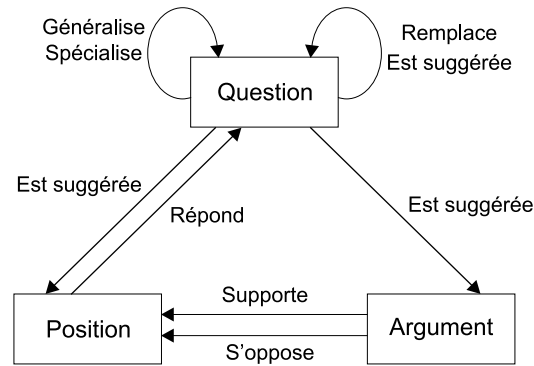 Généralise
Spécialise
Remplace
Est suggérée
Question
Est suggérée
Répond
Est suggérée
Supporte
Position
Argument
S'oppose